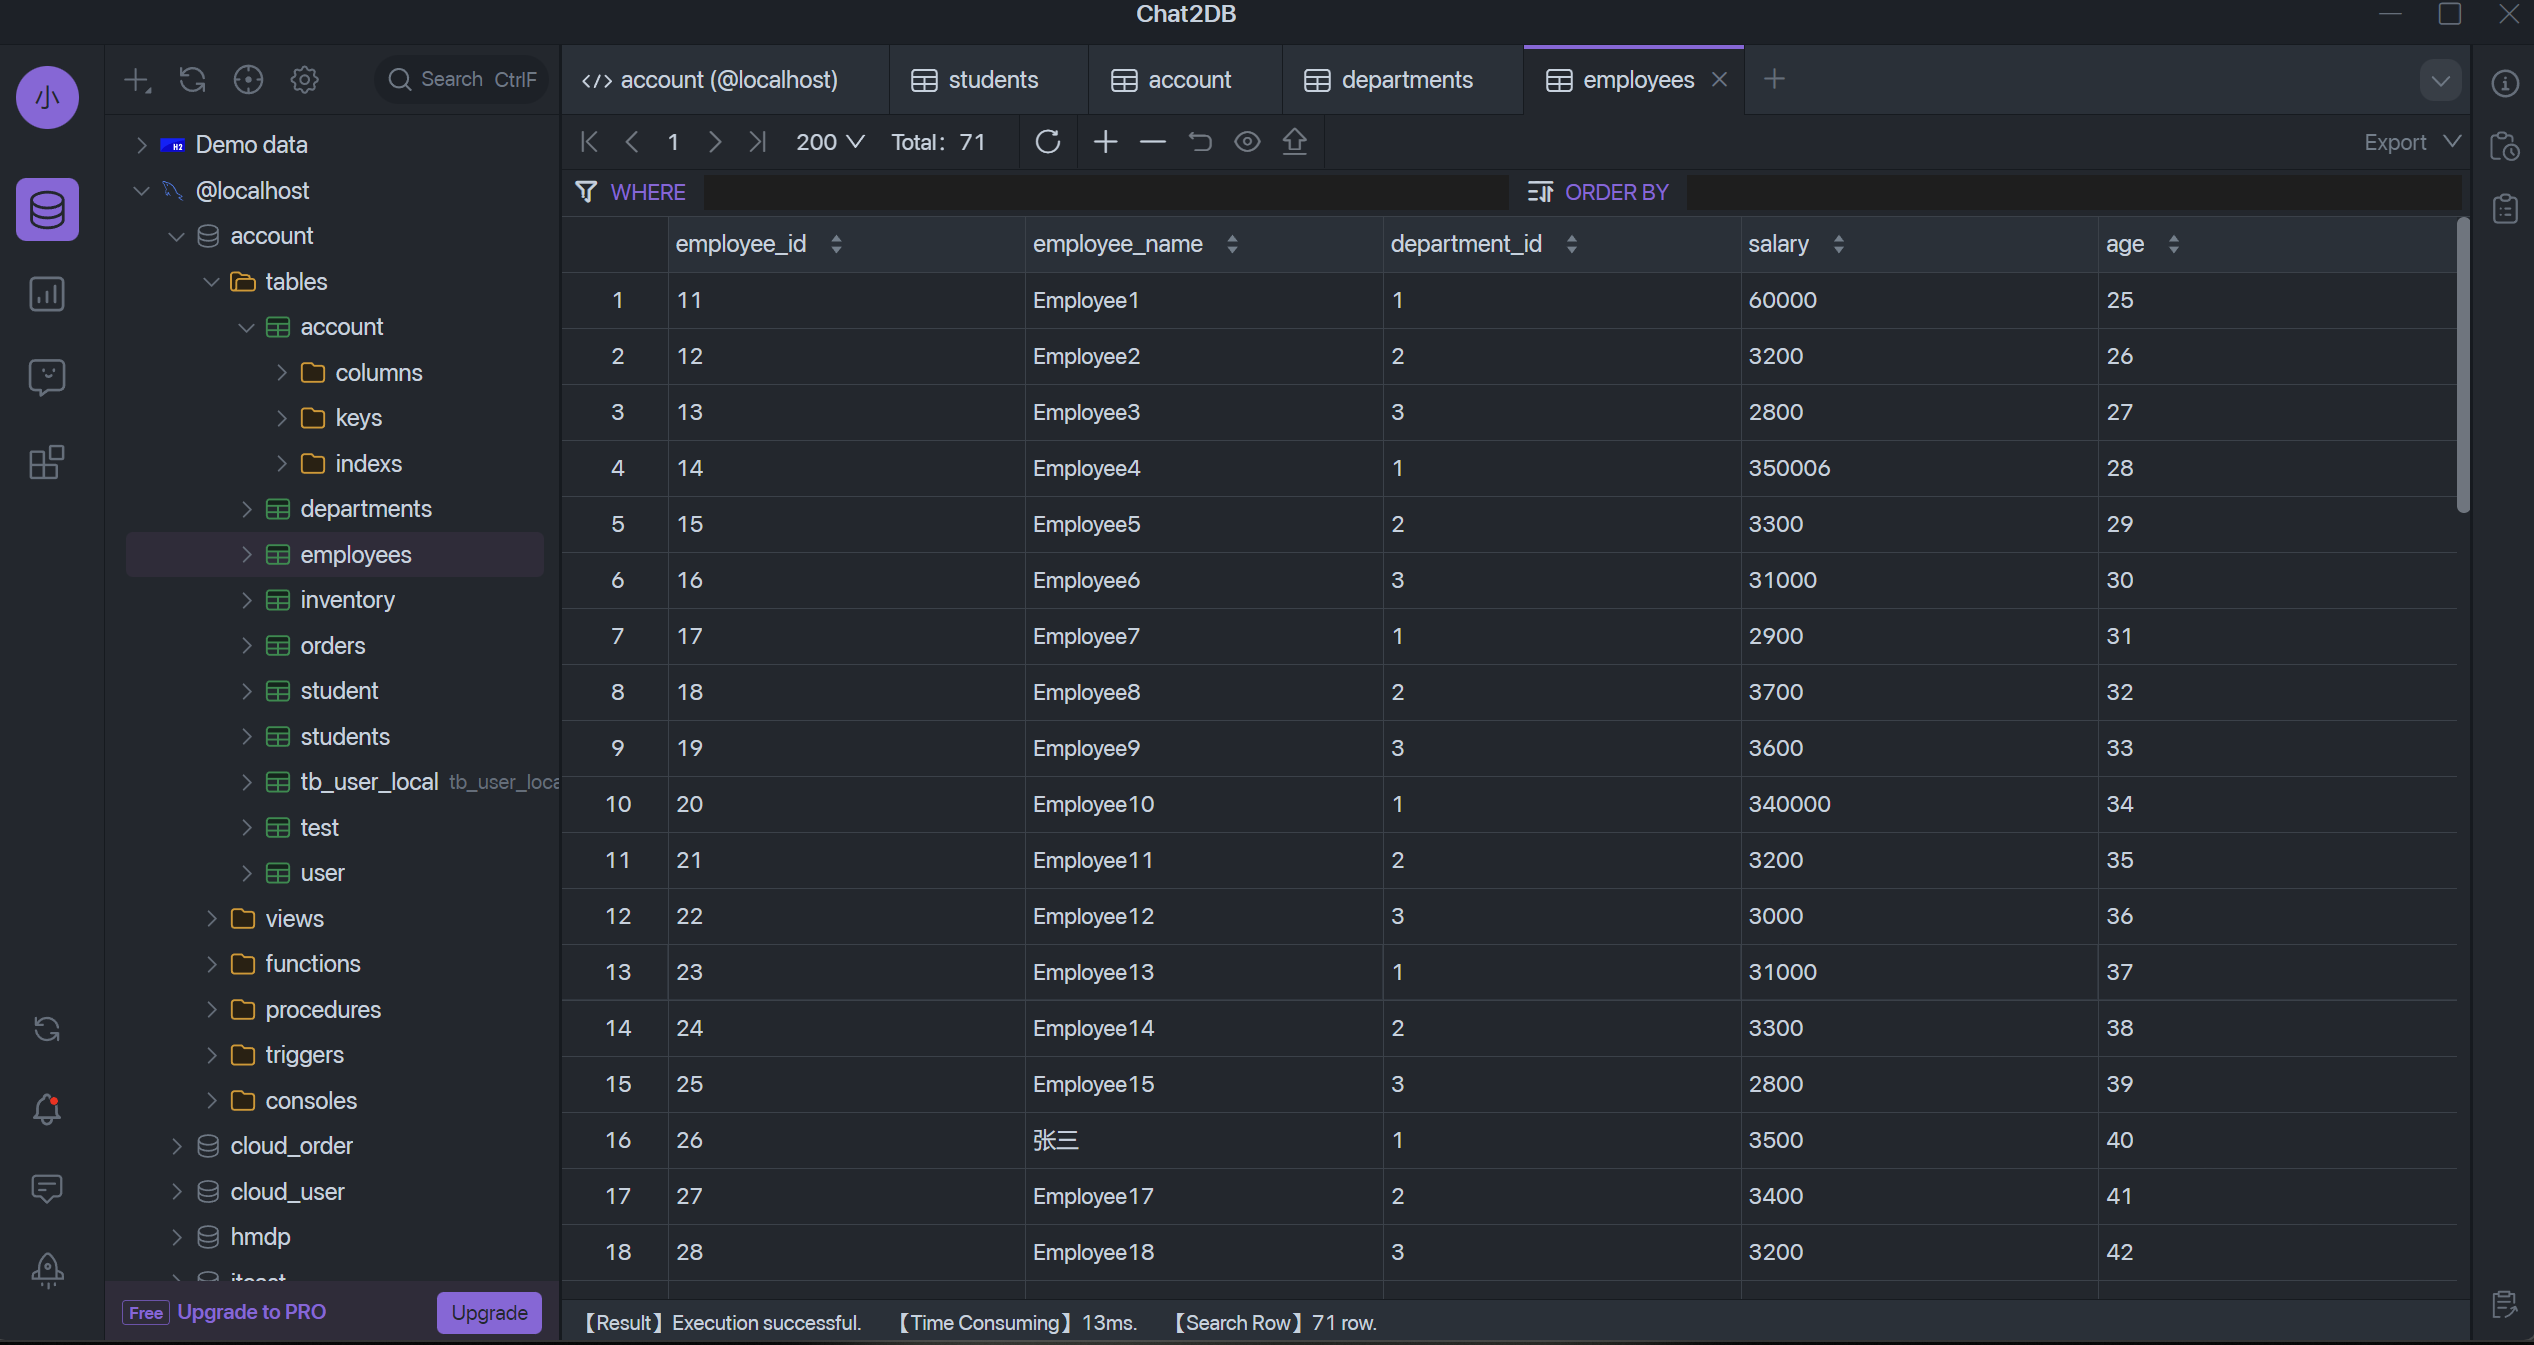 Chat2DB
小
Search CtrlF
Demo data
@localhost
account
tables
account
columns
keys
indexs
departments
employees
inventory
orders
student
students
tb_user_local tb_user_loca
test
user
views
functions
procedures
triggers
consoles
cloud_order
cloud_user
hmdp
Free Upgrade to PRO Upgrade
</> account (@localhost) students account departments employees
1 200 Total: 71 Export
WHERE ORDER BY
employee_id employee_name department_id salary age
1 11 Employee1 1 60000 25
2 12 Employee2 2 3200 26
3 13 Employee3 3 2800 27
4 14 Employee4 1 350006 28
5 15 Employee5 2 3300 29
6 16 Employee6 3 31000 30
7 17 Employee7 1 2900 31
8 18 Employee8 2 3700 32
9 19 Employee9 3 3600 33
10 20 Employee10 1 340000 34
11 21 Employee11 2 3200 35
12 22 Employee12 3 3000 36
13 23 Employee13 1 31000 37
14 24 Employee14 2 3300 38
15 25 Employee15 3 2800 39
16 26 张三 1 3500 40
17 27 Employee17 2 3400 41
18 28 Employee18 3 3200 42
【Result】Execution successful. 【Time Consuming】13ms. 【Search Row】71 row.